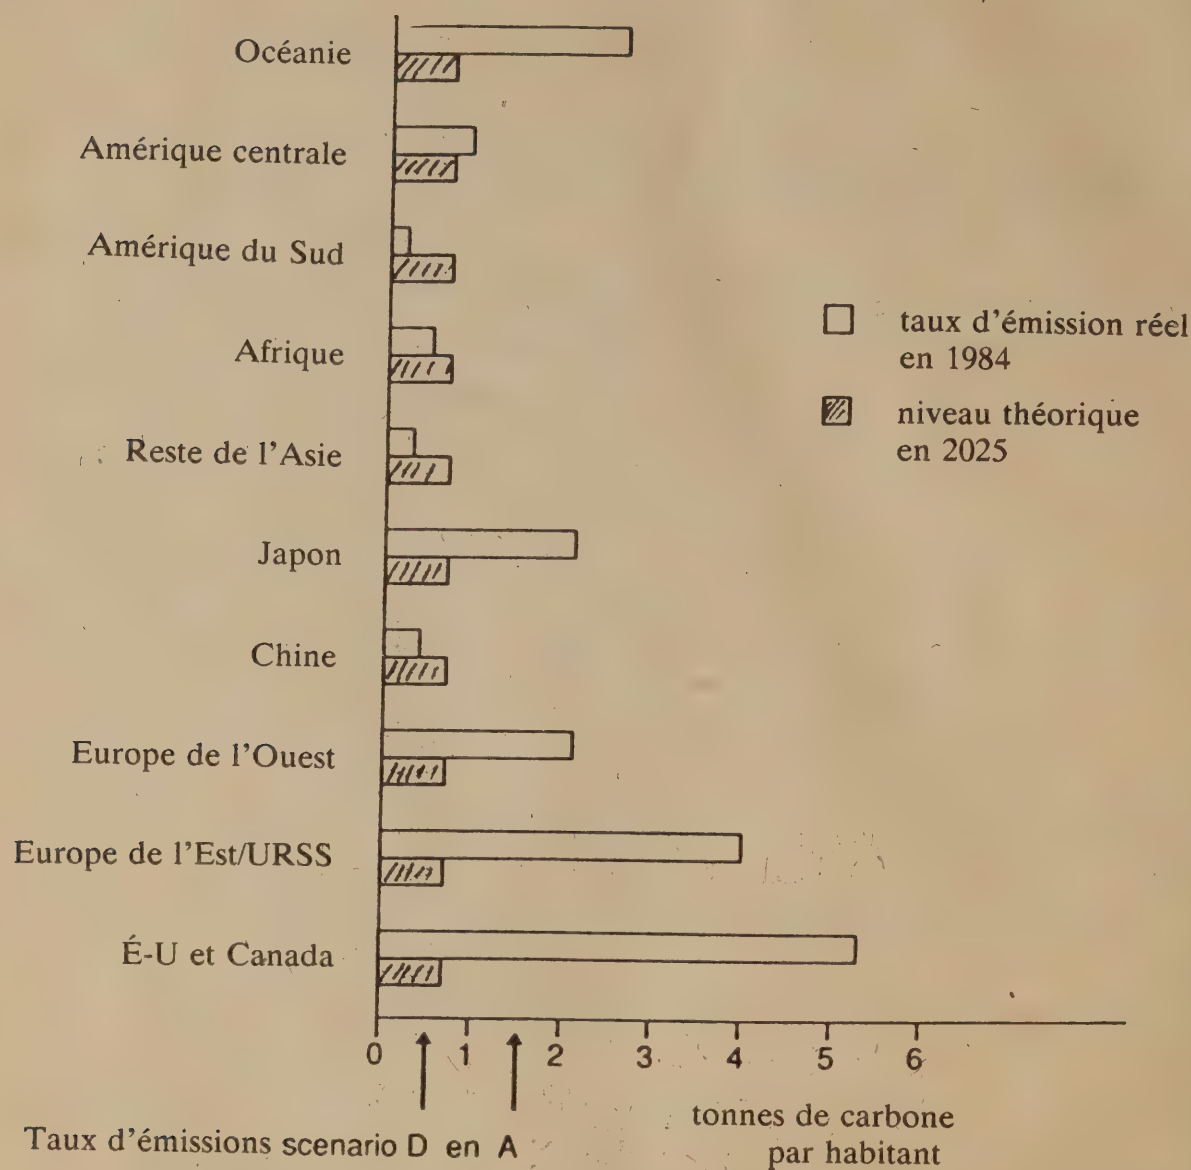 Océanie
Amérique centrale
Amérique du Sud
Afrique
Reste de l'Asie
Japon
Chine
Europe de l'Ouest
Europe de l'Est/URSS
É-U et Canada
taux d'émission réel
en 1984
niveau théorique
en 2025
0 1 2 3 4 5 6
tonnes de carbone
par habitant
Taux d'émissions scenario D en A